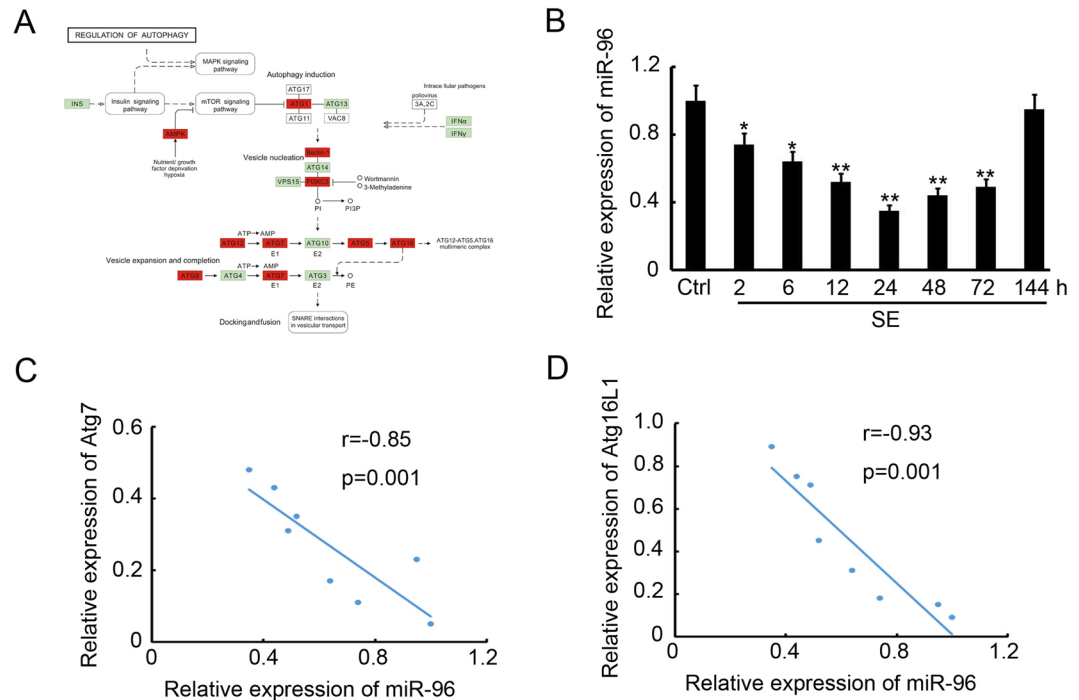 A
REGULATION OF AUTOPHAGY
MAPK signaling
pathway
INS
Insulin signaling
pathway
mTOR signaling
pathway
AMPK
Nutrient/ growth
factor deprivation
hypoxia
Autophagy induction
ATG17
ATG1
ATG13
ATG11
VAC8
Intrace llular pathogens
poliovirus
3A,2C
IFNα
IFNγ
Vesicle nucleation
Beclin-1
ATG14
VPS15
PI3KC3
Wortmannin
3-Methyladenine
PI
PI3P
ATP
AMP
ATG12
ATG7
ATG10
ATG5
ATG16
ATG12-ATG5.ATG16
multimeric complex
E1
E2
Vesicle expansion and completion
ATP
AMP
ATG8
ATG4
ATG7
ATG3
PE
E1
E2
Dockingandfusion
SNARE interactions
in vesicular transport
B
Relative expression of miR-96
1.2
0.8
0.4
0
*
*
**
**
**
**
Ctrl 2 6 12 24 48 72 144 h
SE
C
Relative expression of Atg7
0.6
0.4
0.2
0
r=-0.85
p=0.001
0 0.4 0.8 1.2
Relative expression of miR-96
D
Relative expression of Atg16L1
1.0
0.8
0.6
0.4
0.2
0
r=-0.93
p=0.001
0 0.4 0.8 1.2
Relative expression of miR-96